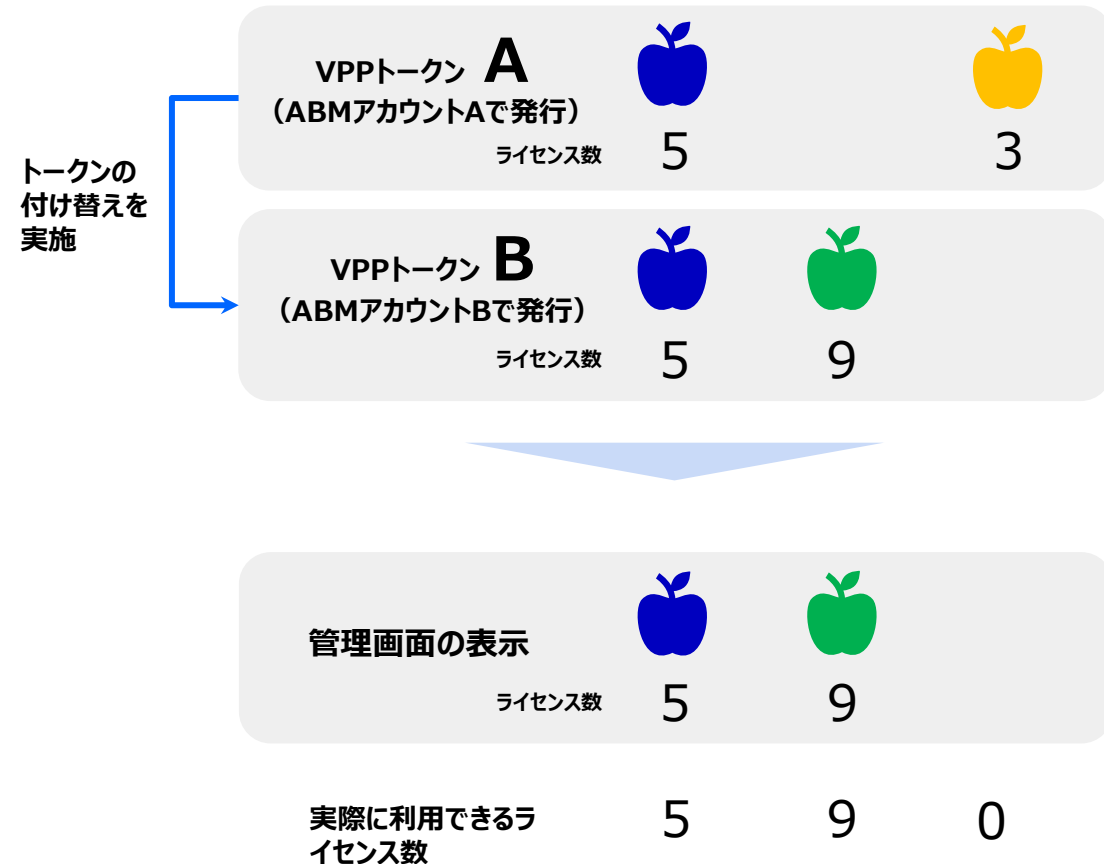 VPPトークン A
（ABMアカウントAで発行）
ライセンス数 5 3
トークンの
付け替えを
実施
VPPトークン B
（ABMアカウントBで発行）
ライセンス数 5 9
管理画面の表示
ライセンス数 5 9
実際に利用できるラ
イセンス数
5 9 0